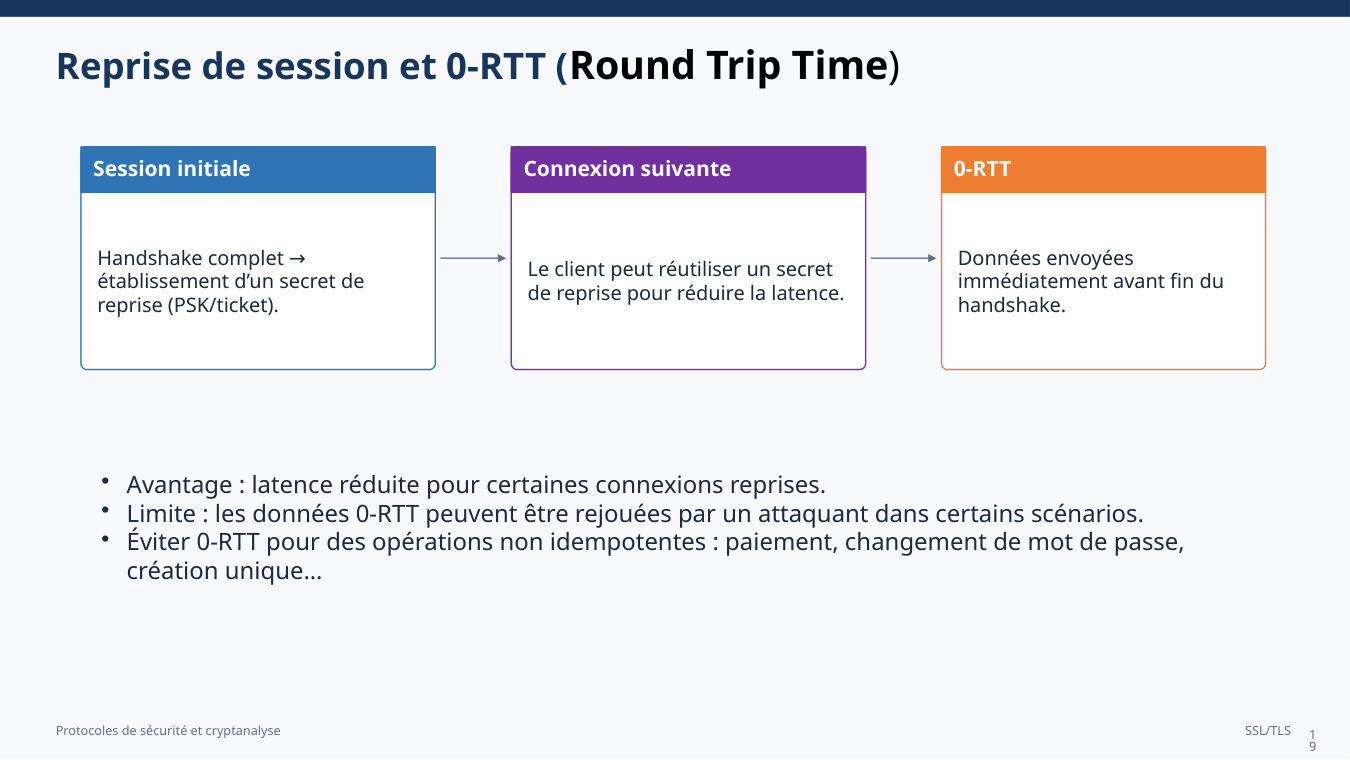 Reprise de session et 0-RTT (Round Trip Time)
Session initiale
Handshake complet →
établissement d’un secret de
reprise (PSK/ticket).
Connexion suivante
Le client peut réutiliser un secret
de reprise pour réduire la latence.
0-RTT
Données envoyées
immédiatement avant fin du
handshake.
• Avantage : latence réduite pour certaines connexions reprises.
• Limite : les données 0-RTT peuvent être rejouées par un attaquant dans certains scénarios.
• Éviter 0-RTT pour des opérations non idempotentes : paiement, changement de mot de passe,
création unique…
Protocoles de sécurité et cryptanalyse
SSL/TLS
1
9